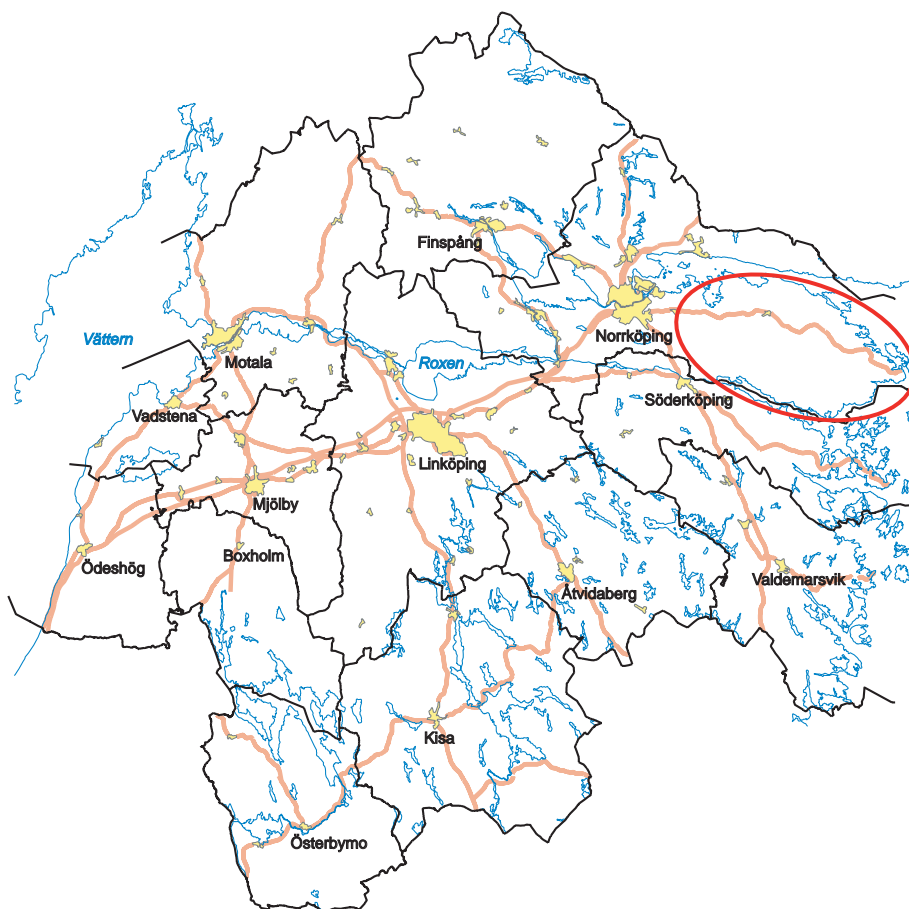 Finspång
Norrköping
Vättern
Motala
Roxen
Söderköping
Vadstena
Linköping
Mjölby
Boxholm
Ödeshög
Åtvidaberg
Valdemarsvik
Kisa
Österbymo